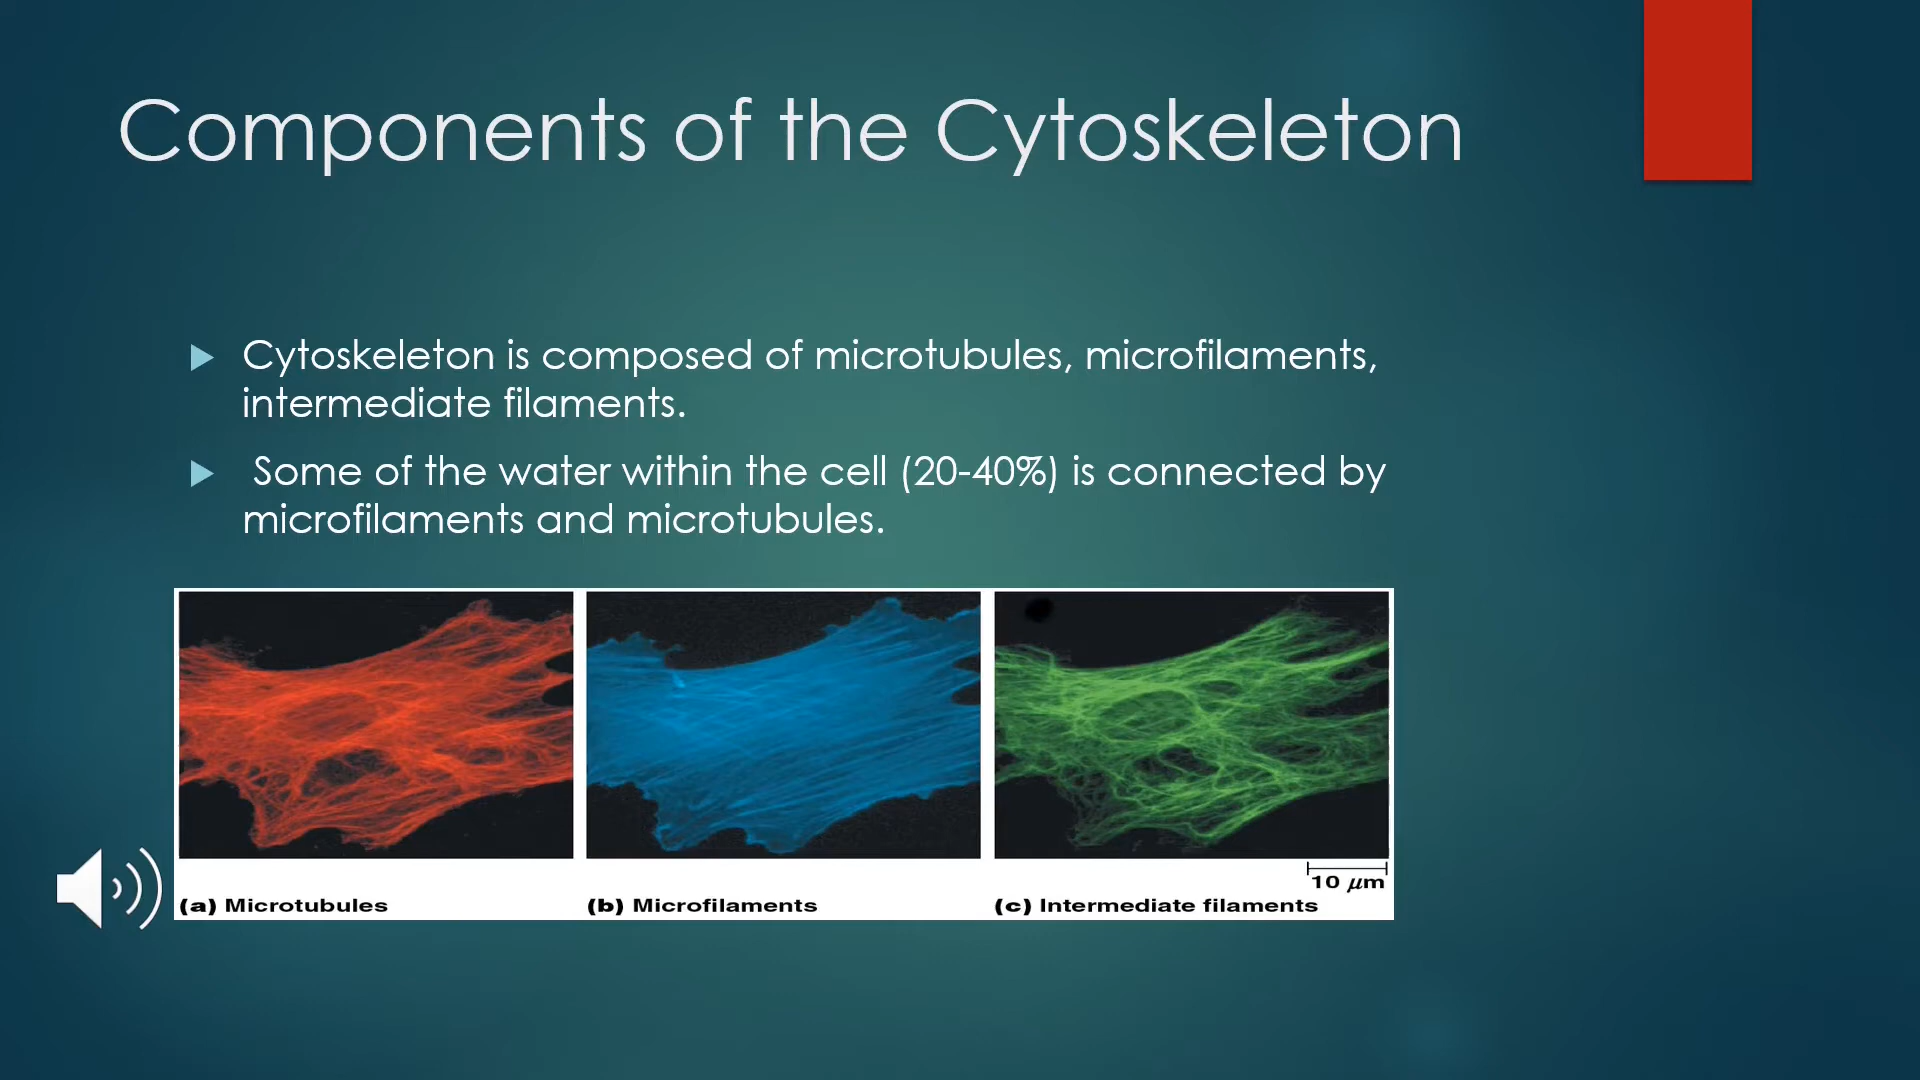 Components of the Cytoskeleton
Cytoskeleton is composed of microtubules, microfilaments,
intermediate filaments.
Some of the water within the cell (20-40%) is connected by
microfilaments and microtubules.
10 μm
(a) Microtubules
(b) Microfilaments
(c) Intermediate filaments